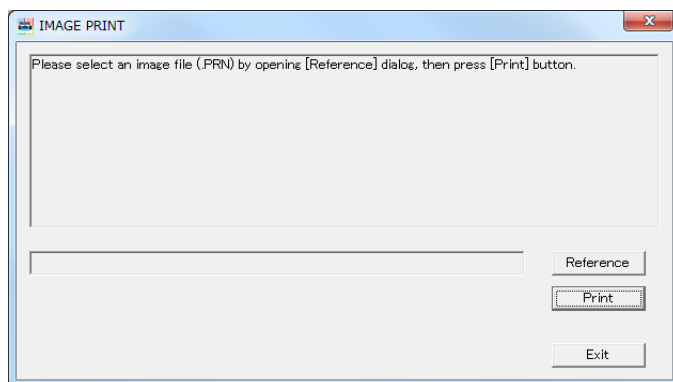 IMAGE PRINT
Please select an image file (.PRN) by opening [Reference] dialog, then press [Print] button.
Reference
Print
Exit